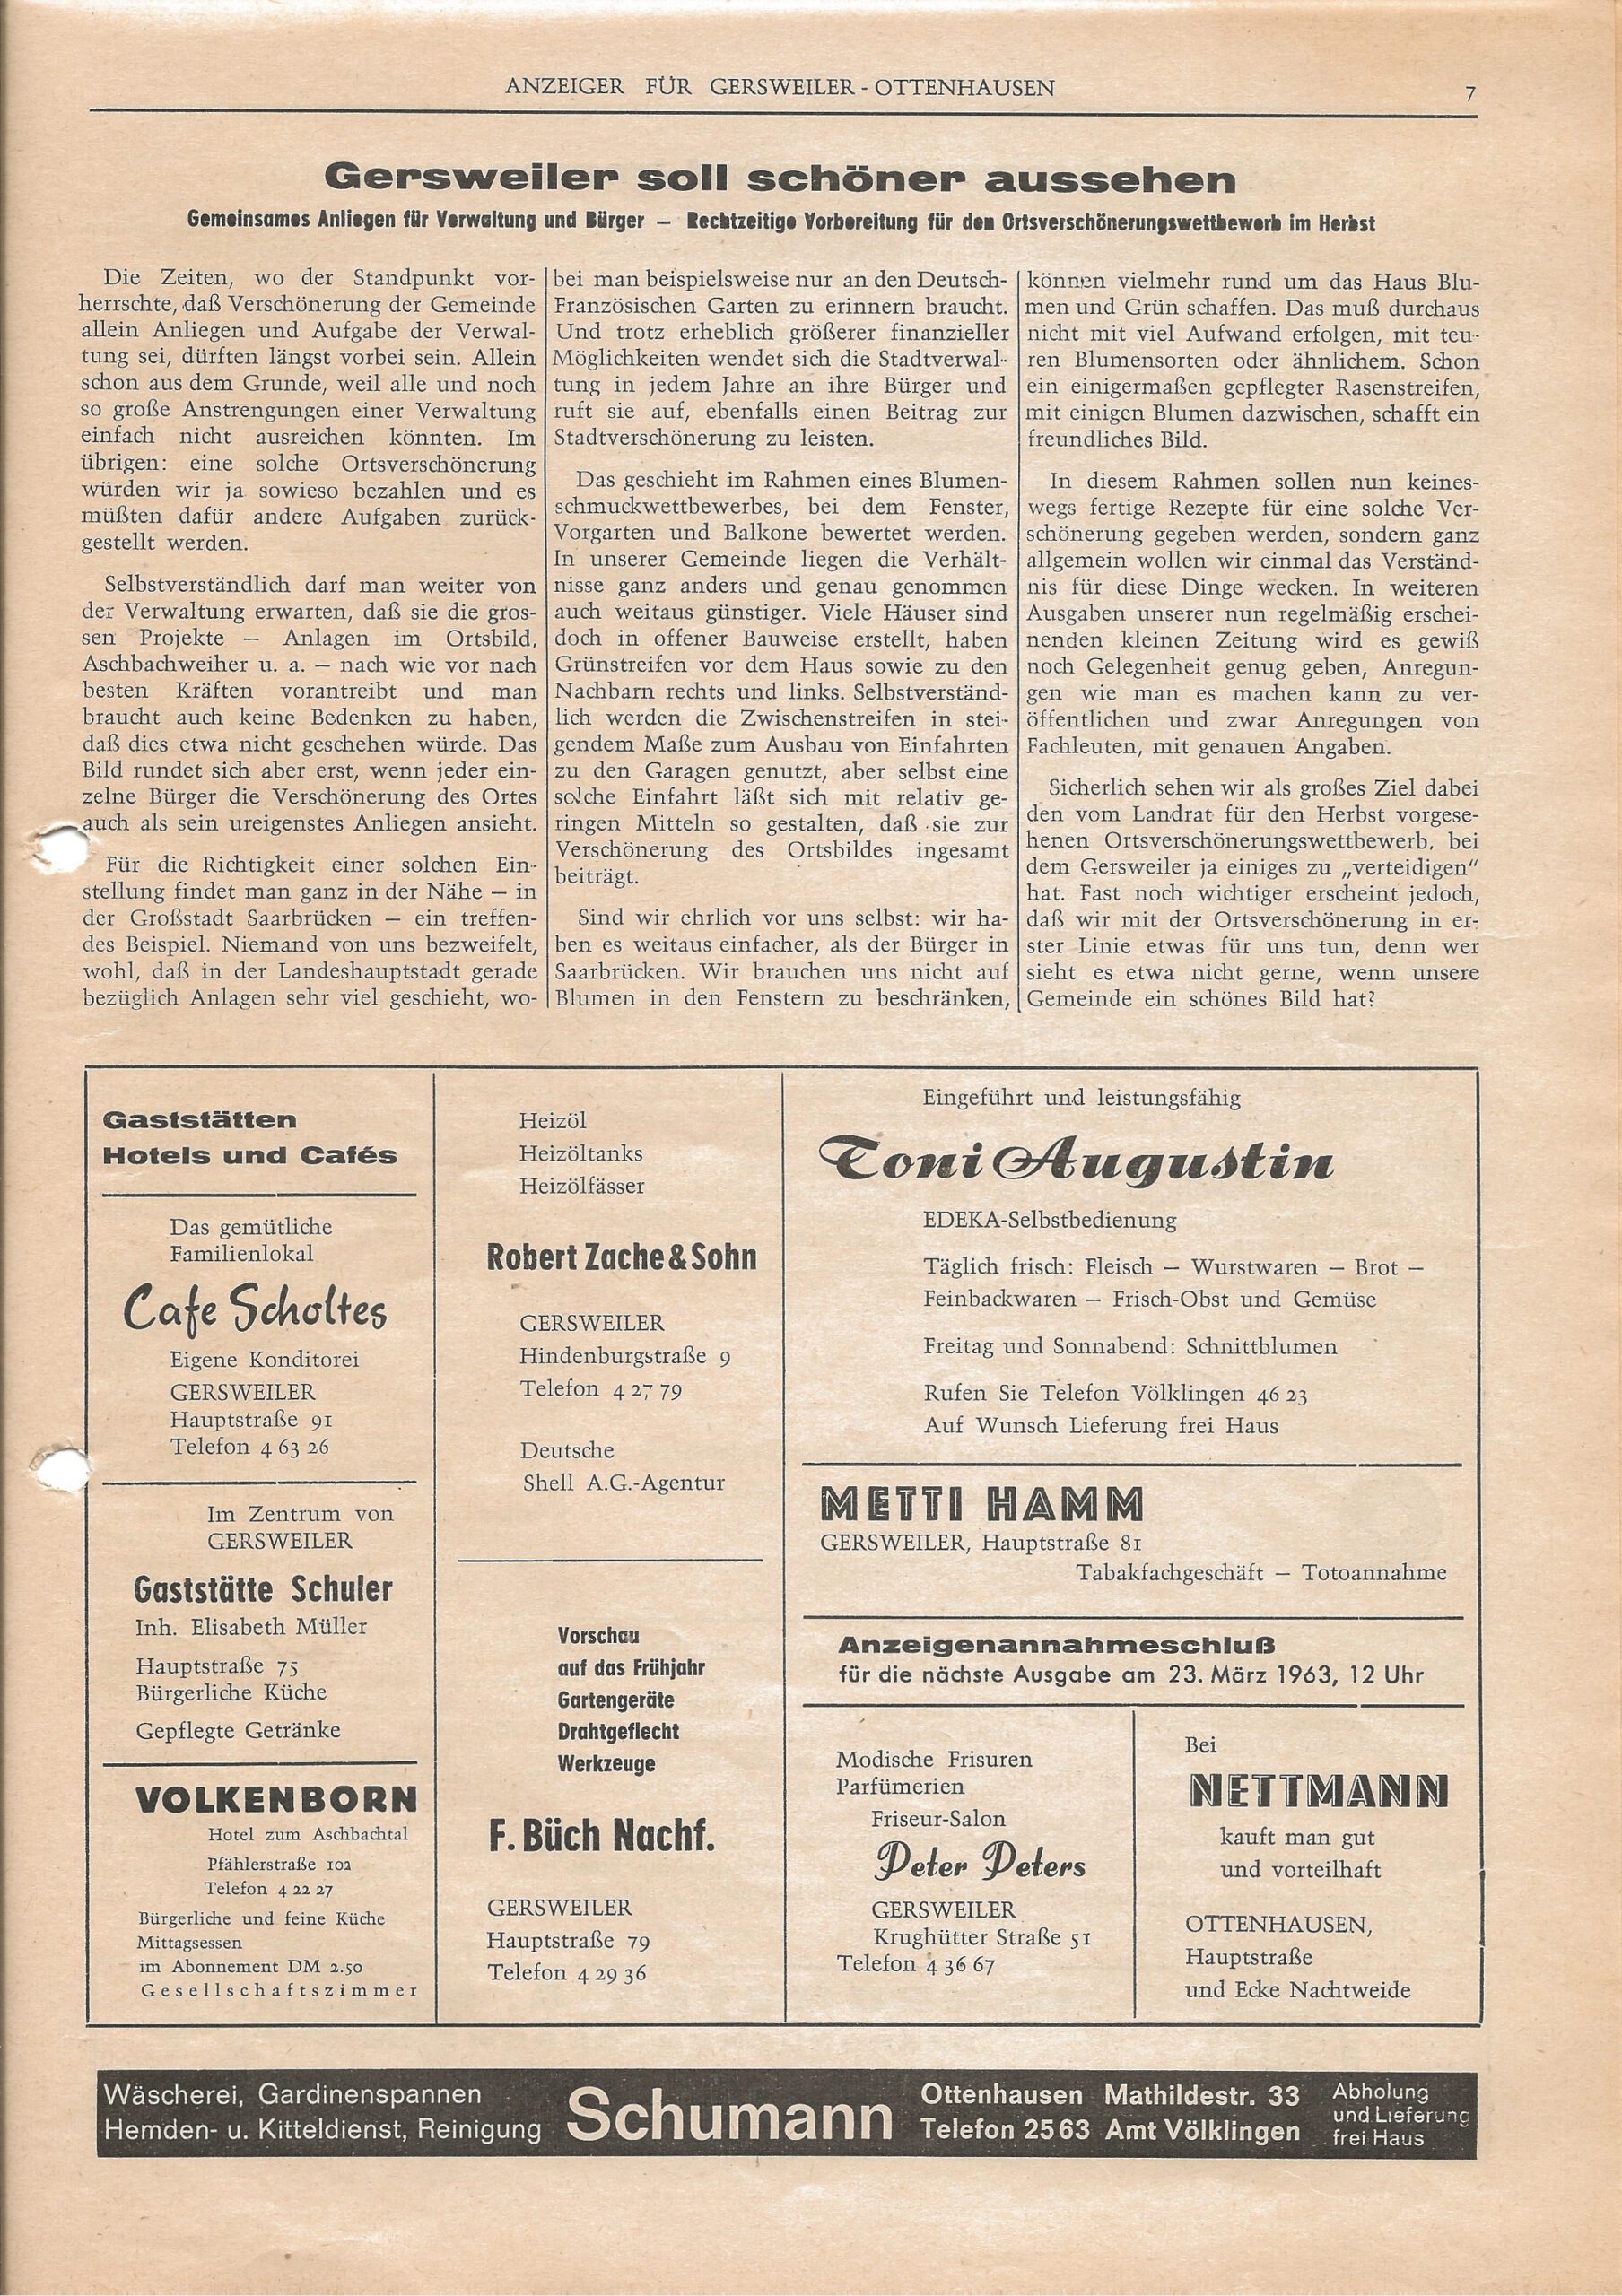 ANZEIGER FÜR GERSWEILER - OTTENHAUSEN
7
Gersweiler soll schöner aussehen
Gemeinsames Anliegen für Verwaltung und Bürger — Rechtzeitige Vorbereitung für den Ortsverschönerungswettbewerb im Herbst
Die Zeiten, wo der Standpunkt vor-
herrschte, daß Verschönerung der Gemeinde
allein Anliegen und Aufgabe der Verwal-
tung sei, dürften längst vorbei sein. Allein
schon aus dem Grunde, weil alle und noch
so große Anstrengungen einer Verwaltung
einfach nicht ausreichen könnten. Im
übrigen: eine solche Ortsverschönerung
würden wir ja sowieso bezahlen und es
müßten dafür andere Aufgaben zurück-
gestellt werden.
Selbstverständlich darf man weiter von
der Verwaltung erwarten, daß sie die gros-
sen Projekte — Anlagen im Ortsbild,
Aschbachweiher u. a. — nach wie vor nach
besten Kräften vorantreibt und man
braucht auch keine Bedenken zu haben,
daß dies etwa nicht geschehen würde. Das
Bild rundet sich aber erst, wenn jeder ein-
zelne Bürger die Verschönerung des Ortes
auch als sein ureigenstes Anliegen ansieht.
Für die Richtigkeit einer solchen Ein-
stellung findet man ganz in der Nähe — in
der Großstadt Saarbrücken — ein treffen-
des Beispiel. Niemand von uns bezweifelt,
wohl, daß in der Landeshauptstadt gerade
bezüglich Anlagen sehr viel geschieht, wo-
bei man beispielsweise nur an den Deutsch-
Französischen Garten zu erinnern braucht.
Und trotz erheblich größerer finanzieller
Möglichkeiten wendet sich die Stadtverwal-
tung in jedem Jahre an ihre Bürger und
ruft sie auf, ebenfalls einen Beitrag zur
Stadtverschönerung zu leisten.
Das geschieht im Rahmen eines Blumen-
schmuckwettbewerbes, bei dem Fenster,
Vorgarten und Balkone bewertet werden.
In unserer Gemeinde liegen die Verhält-
nisse ganz anders und genau genommen
auch weitaus günstiger. Viele Häuser sind
doch in offener Bauweise erstellt, haben
Grünstreifen vor dem Haus sowie zu den
Nachbarn rechts und links. Selbstverständ-
lich werden die Zwischenstreifen in stei-
gendem Maße zum Ausbau von Einfahrten
zu den Garagen genutzt, aber selbst eine
solche Einfahrt läßt sich mit relativ ge-
ringen Mitteln so gestalten, daß sie zur
Verschönerung des Ortsbildes ingesamt
beiträgt.
Sind wir ehrlich vor uns selbst: wir ha-
ben es weitaus einfacher, als der Bürger in
Saarbrücken. Wir brauchen uns nicht auf
Blumen in den Fenstern zu beschränken,
können vielmehr rund um das Haus Blu-
men und Grün schaffen. Das muß durchaus
nicht mit viel Aufwand erfolgen, mit teu-
ren Blumensorten oder ähnlichem. Schon
ein einigermaßen gepflegter Rasenstreifen,
mit einigen Blumen dazwischen, schafft ein
freundliches Bild.
In diesem Rahmen sollen nun keines-
wegs fertige Rezepte für eine solche Ver-
schönerung gegeben werden, sondern ganz
allgemein wollen wir einmal das Verständ-
nis für diese Dinge wecken. In weiteren
Ausgaben unserer nun regelmäßig erschei-
nenden kleinen Zeitung wird es gewiß
noch Gelegenheit genug geben, Anregun-
gen wie man es machen kann zu ver-
öffentlichen und zwar Anregungen von
Fachleuten, mit genauen Angaben.
Sicherlich sehen wir als großes Ziel dabei
den vom Landrat für den Herbst vorgese-
henen Ortsverschönerungswettbewerb, bei
dem Gersweiler ja einiges zu „verteidigen“
hat. Fast noch wichtiger erscheint jedoch,
daß wir mit der Ortsverschönerung in er-
ster Linie etwas für uns tun, denn wer
sieht es etwa nicht gerne, wenn unsere
Gemeinde ein schönes Bild hat?
Gaststätten
Hotels und Cafés
Das gemütliche
Familienlokal
Cafe Scholtes
Eigene Konditorei
GERSWEILER
Hauptstraße 91
Telefon 4 63 26
Im Zentrum von
GERSWEILER
Gaststätte Schuler
Inh. Elisabeth Müller
Hauptstraße 75
Bürgerliche Küche
Gepflegte Getränke
VOLKENBORN
Hotel zum Aschbachtal
Pfählerstraße 102
Telefon 4 22 27
Bürgerliche und feine Küche
Mittagsessen
im Abonnement DM 2.50
Gesellschaftszimmer
Heizöl
Heizöltanks
Heizölfässer
Robert Zache & Sohn
GERSWEILER
Hindenburgstraße 9
Telefon 4 27 79
Deutsche
Shell A.G.-Agentur
Vorschau
auf das Frühjahr
Gartengeräte
Drahtgeflecht
Werkzeuge
F. Büch Nachf.
GERSWEILER
Hauptstraße 79
Telefon 4 29 36
Eingeführt und leistungsfähig
Toni Augustin
EDEKA-Selbstbedienung
Täglich frisch: Fleisch — Wurstwaren — Brot —
Feinbackwaren — Frisch-Obst und Gemüse
Freitag und Sonnabend: Schnittblumen
Rufen Sie Telefon Völklingen 46 23
Auf Wunsch Lieferung frei Haus
METTI HAMM
GERSWEILER, Hauptstraße 81
Tabakfachgeschäft — Totoannahme
Anzeigenannahmeschluß
für die nächste Ausgabe am 23. März 1963, 12 Uhr
Modische Frisuren
Parfümerien
Friseur-Salon
Peter Peters
GERSWEILER
Krughütter Straße 51
Telefon 4 36 67
Bei
NETTMANN
kauft man gut
und vorteilhaft
OTTENHAUSEN,
Hauptstraße
und Ecke Nachtweide
Wäscherei, Gardinenspannen
Hemden- u. Kitteldienst, Reinigung
Schumann
Ottenhausen Mathildestr. 33
Telefon 25 63 Amt Völklingen
Abholung
und Lieferung
frei Haus